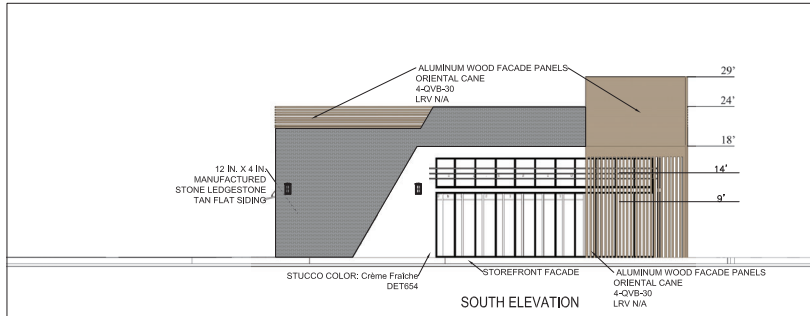 ALUMINUM WOOD FACADE PANELS
ORIENTAL CANE
4-QVB-30
LRV N/A
29'
24'
18'
14'
9'
12 IN. X 4 IN.
MANUFACTURED
STONE LEDGESTONE
TAN FLAT SIDING
STUCCO COLOR: Crème Fraîche
DET654
STOREFRONT FACADE
ALUMINUM WOOD FACADE PANELS
ORIENTAL CANE
4-QVB-30
LRV N/A
SOUTH ELEVATION